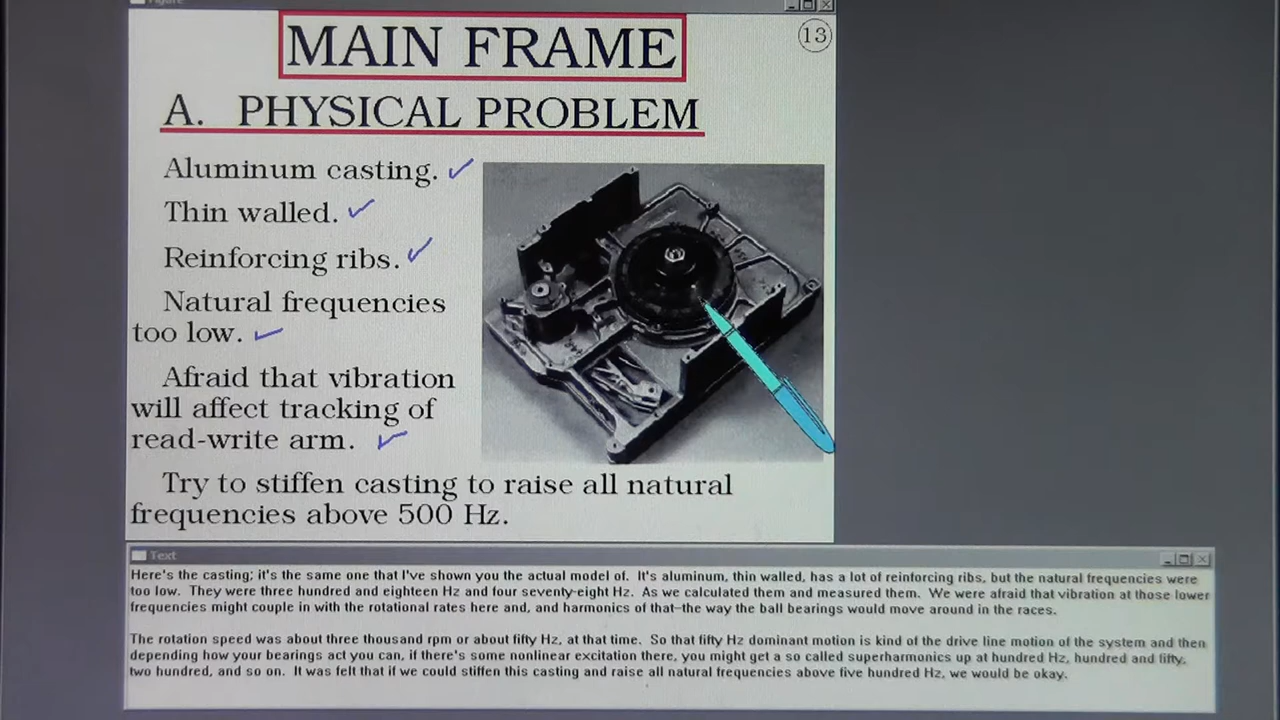 Figure
MAIN FRAME
13
A. PHYSICAL PROBLEM
Aluminum casting.
Thin walled.
Reinforcing ribs.
Natural frequencies
too low.
Afraid that vibration
will affect tracking of
read-write arm.
Try to stiffen casting to raise all natural
frequencies above 500 Hz.
Text
Here's the casting; it's the same one that I've shown you the actual model of. It's aluminum, thin walled, has a lot of reinforcing ribs, but the natural frequencies were
too low. They were three hundred and eighteen Hz and four seventy-eight Hz. As we calculated them and measured them. We were afraid that vibration at those lower
frequencies might couple in with the rotational rates here and, and harmonics of that--the way the ball bearings would move around in the races.
The rotation speed was about three thousand rpm or about fifty Hz, at that time. So that fifty Hz dominant motion is kind of the drive line motion of the system and then
depending how your bearings act you can, if there's some nonlinear excitation there, you might get a so called superharmonics up at hundred Hz, hundred and fifty,
two hundred, and so on. It was felt that if we could stiffen this casting and raise all natural frequencies above five hundred Hz, we would be okay.